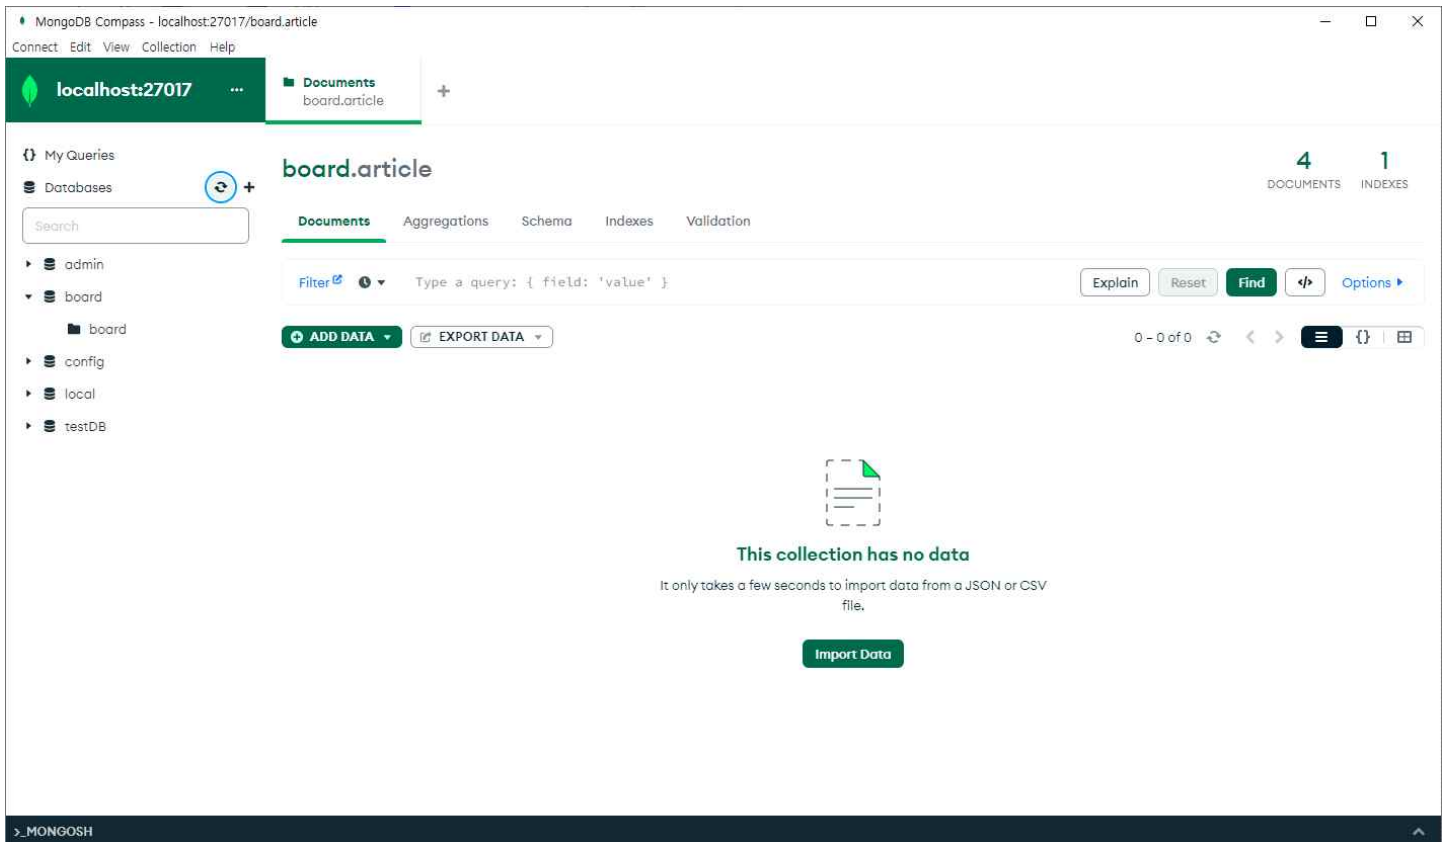 MongoDB Compass - localhost:27017/board.article
Connect Edit View Collection Help
localhost:27017 ...
Documents
board.article
+
{} My Queries
Databases +
Search
admin
board
board
config
local
testDB
board.article
4
DOCUMENTS
1
INDEXES
Documents Aggregations Schema Indexes Validation
Filter Type a query: { field: 'value' } Explain Reset Find </> Options
ADD DATA EXPORT DATA 0 – 0 of 0 {}
This collection has no data
It only takes a few seconds to import data from a JSON or CSV
file.
Import Data
>_MONGOSH